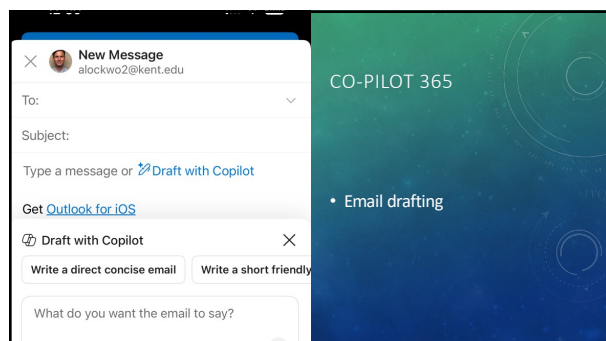 New Message
alockwo2@kent.edu
To:
Subject:
Type a message or Draft with Copilot
Get Outlook for iOS
Draft with Copilot
Write a direct concise email
Write a short friendly
What do you want the email to say?
CO-PILOT 365
• Email drafting